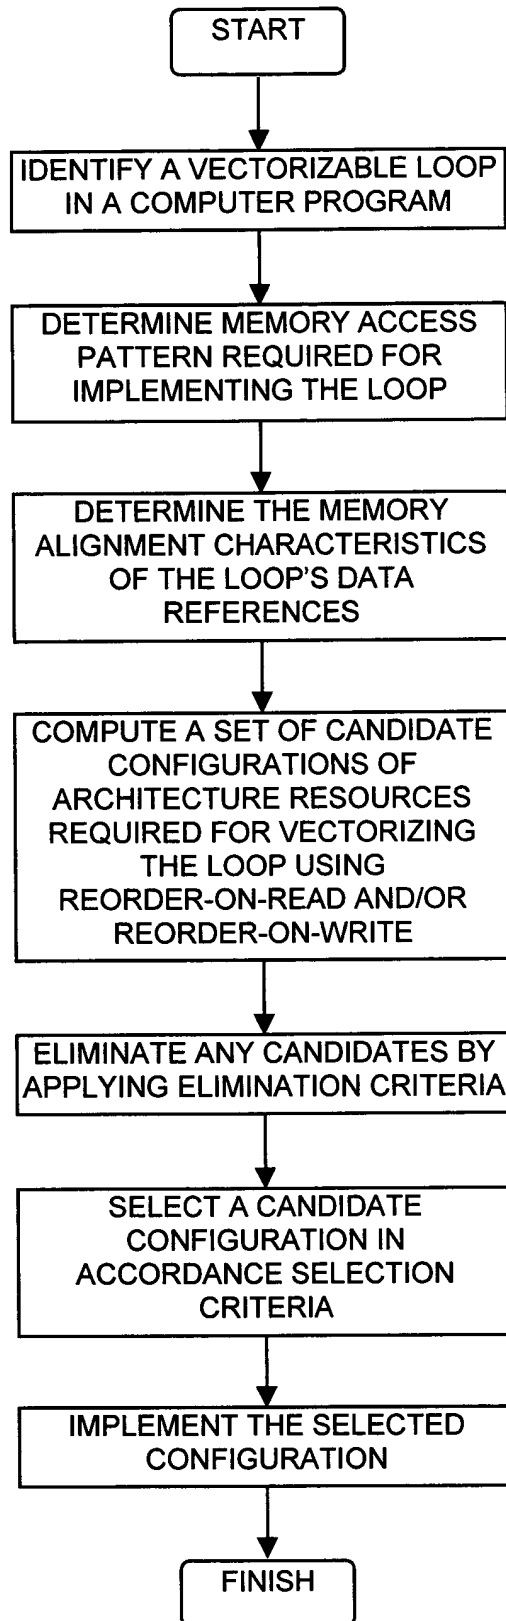 START
IDENTIFY A VECTORIZABLE LOOP
IN A COMPUTER PROGRAM
DETERMINE MEMORY ACCESS
PATTERN REQUIRED FOR
IMPLEMENTING THE LOOP
DETERMINE THE MEMORY
ALIGNMENT CHARACTERISTICS
OF THE LOOP'S DATA
REFERENCES
COMPUTE A SET OF CANDIDATE
CONFIGURATIONS OF
ARCHITECTURE RESOURCES
REQUIRED FOR VECTORIZING
THE LOOP USING
REORDER-ON-READ AND/OR
REORDER-ON-WRITE
ELIMINATE ANY CANDIDATES BY
APPLYING ELIMINATION CRITERIA
SELECT A CANDIDATE
CONFIGURATION IN
ACCORDANCE SELECTION
CRITERIA
IMPLEMENT THE SELECTED
CONFIGURATION
FINISH